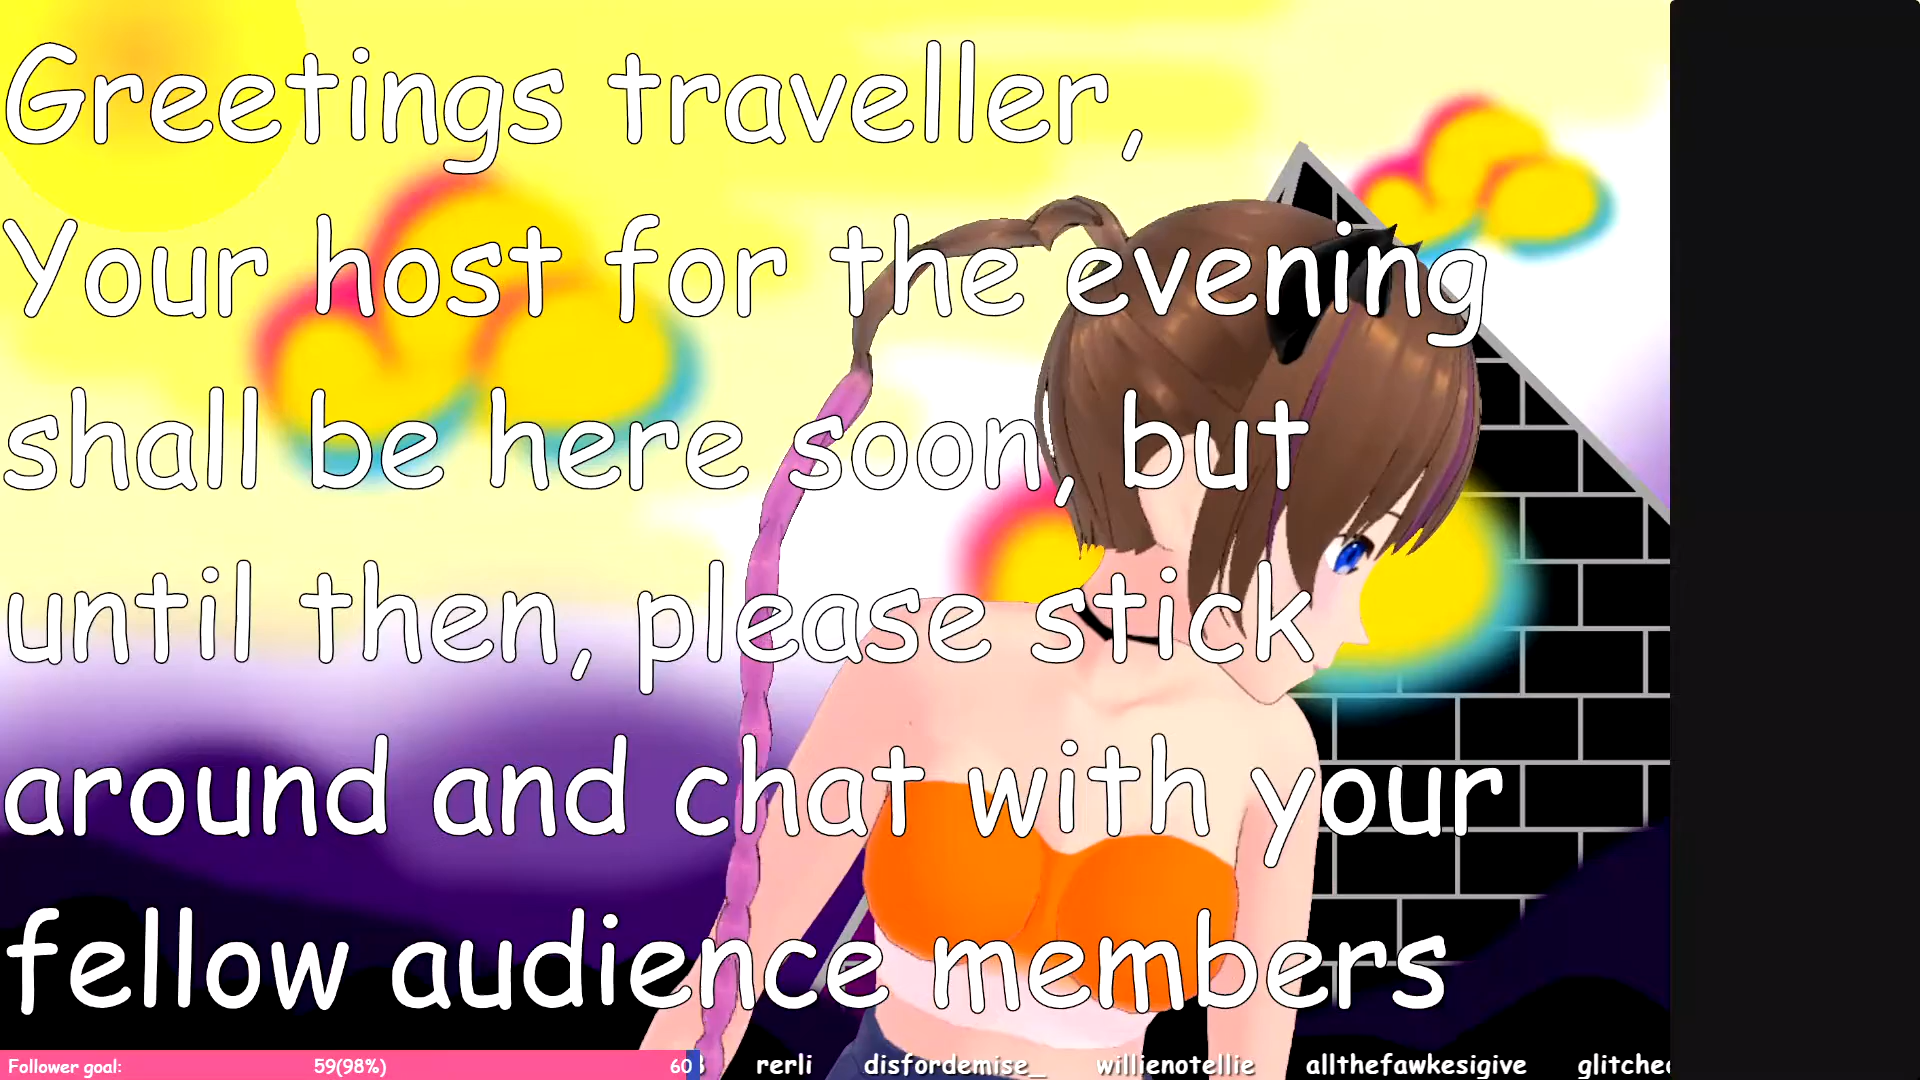 Greetings traveller,
Your host for the evening
shall be here soon, but
until then, please stick
around and chat with your
fellow audience members
Follower goal: 59(98%) 60 rerli disfordemise_ willienotellie allthefawkesigive